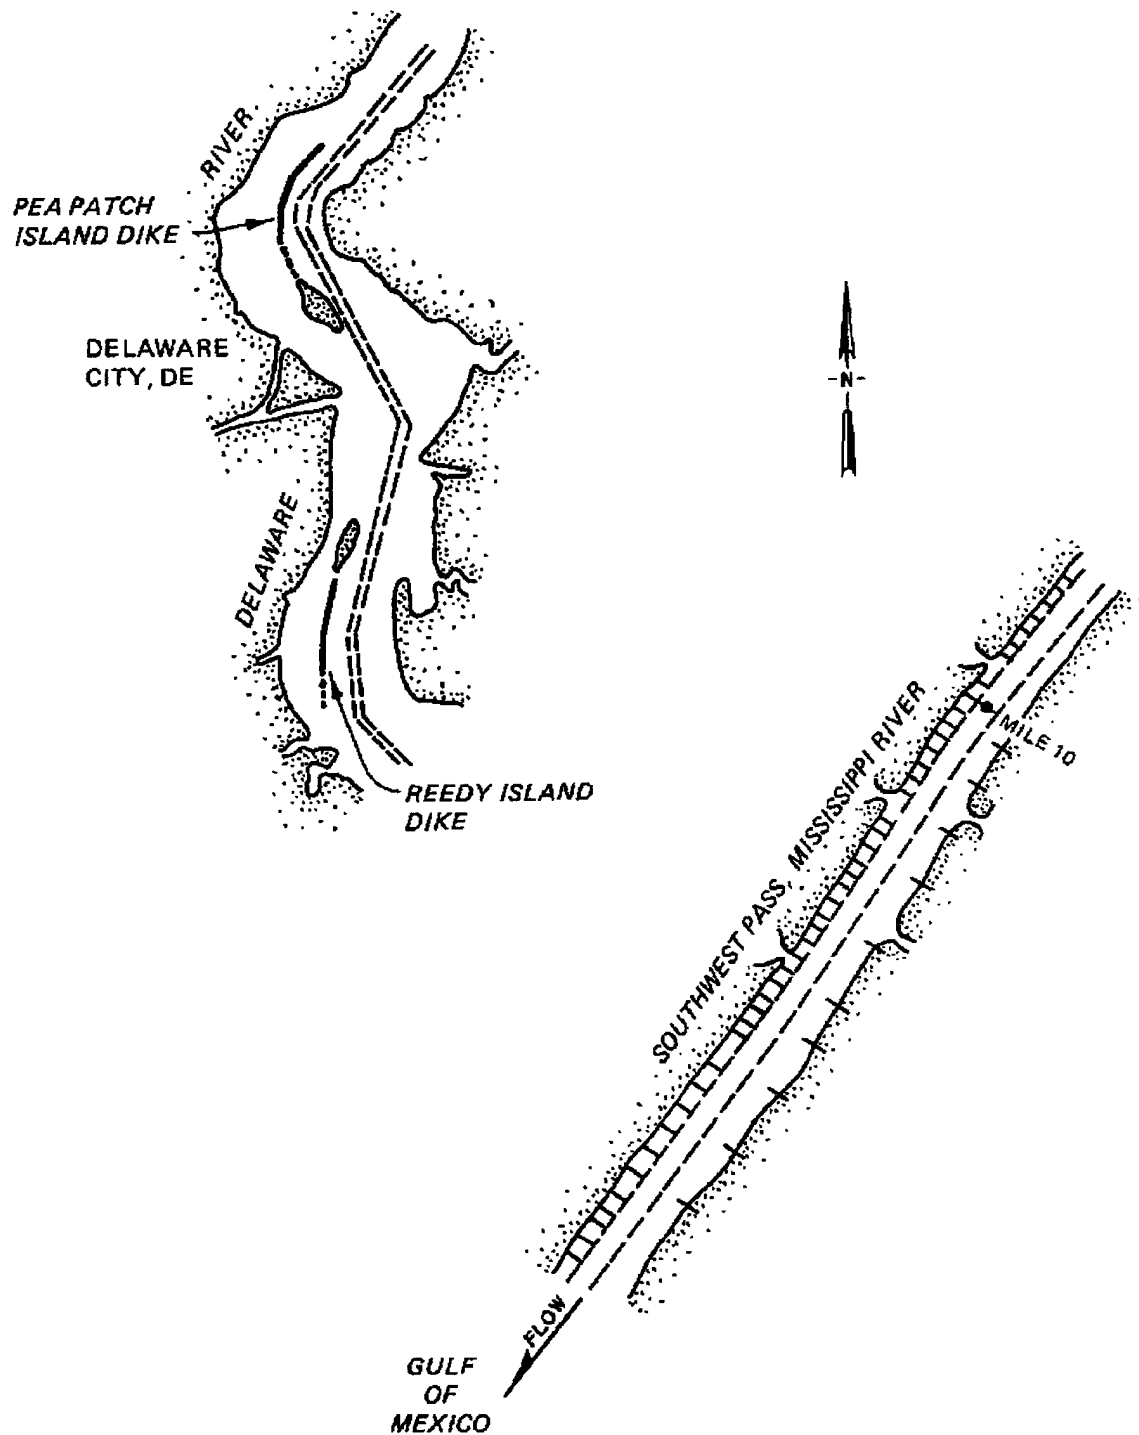 RIVER
PEA PATCH
ISLAND DIKE
DELAWARE
CITY, DE
-N-
DELAWARE
REEDY ISLAND
DIKE
MILE 10
SOUTHWEST PASS, MISSISSIPPI RIVER
FLOW
GULF
OF
MEXICO